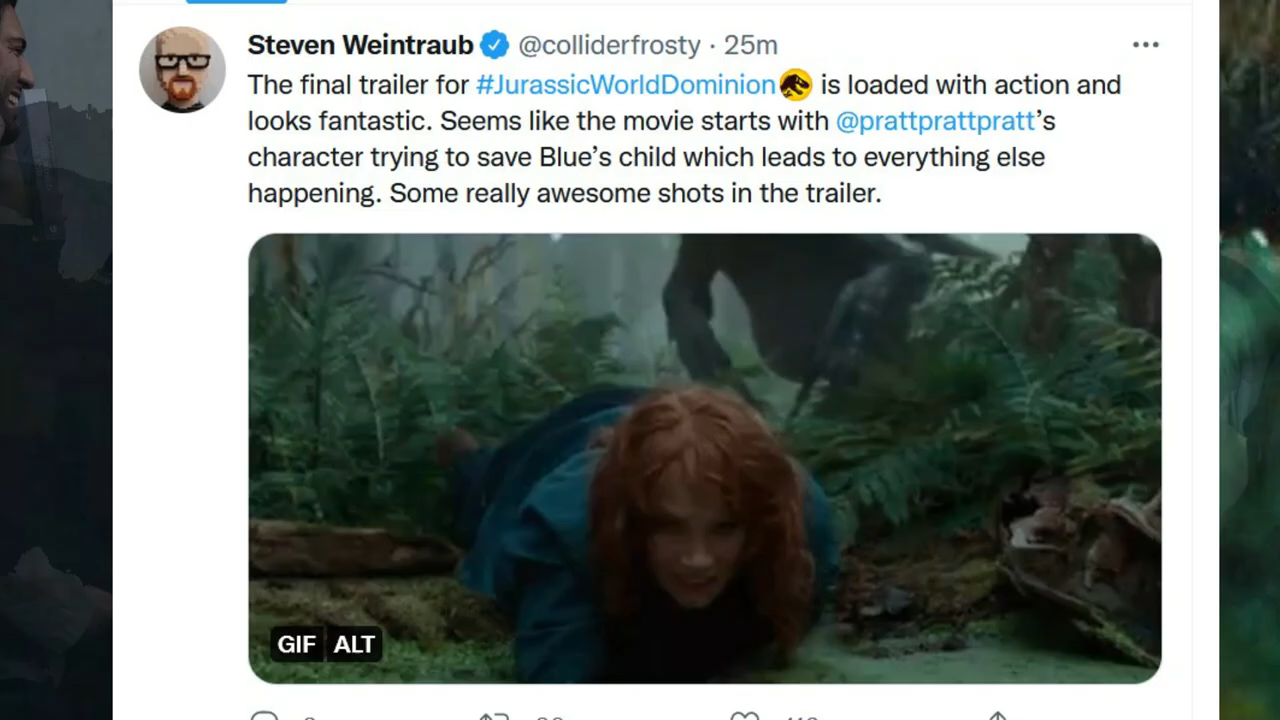 Steven Weintraub @colliderfrosty · 25m
The final trailer for #JurassicWorldDominion is loaded with action and
looks fantastic. Seems like the movie starts with @prattprattpratt's
character trying to save Blue's child which leads to everything else
happening. Some really awesome shots in the trailer.
GIF ALT